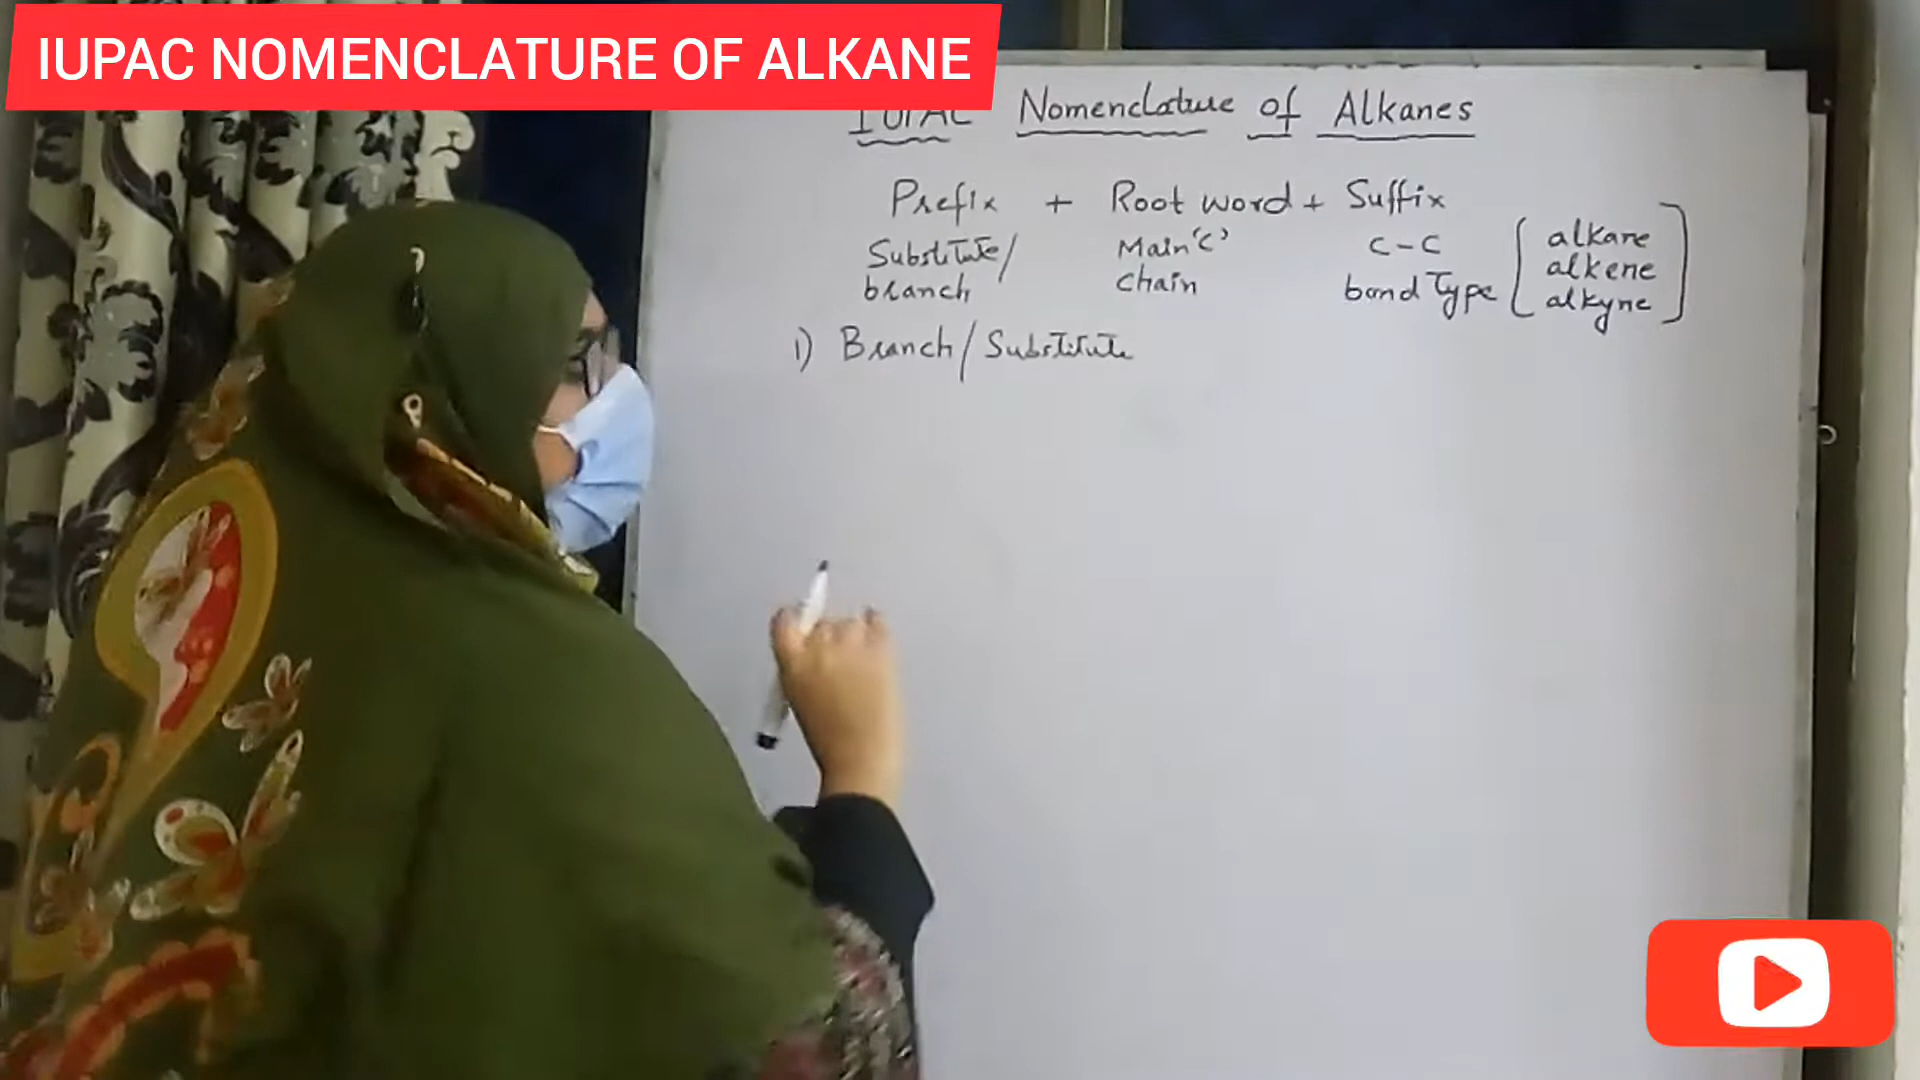 IUPAC NOMENCLATURE OF ALKANE
IUPAC Nomenclature of Alkanes
Prefix + Root word + Suffix
Substitute/ Main 'C' C-C alkane
branch chain bond Type alkene
alkyne
1) Branch/Substitute